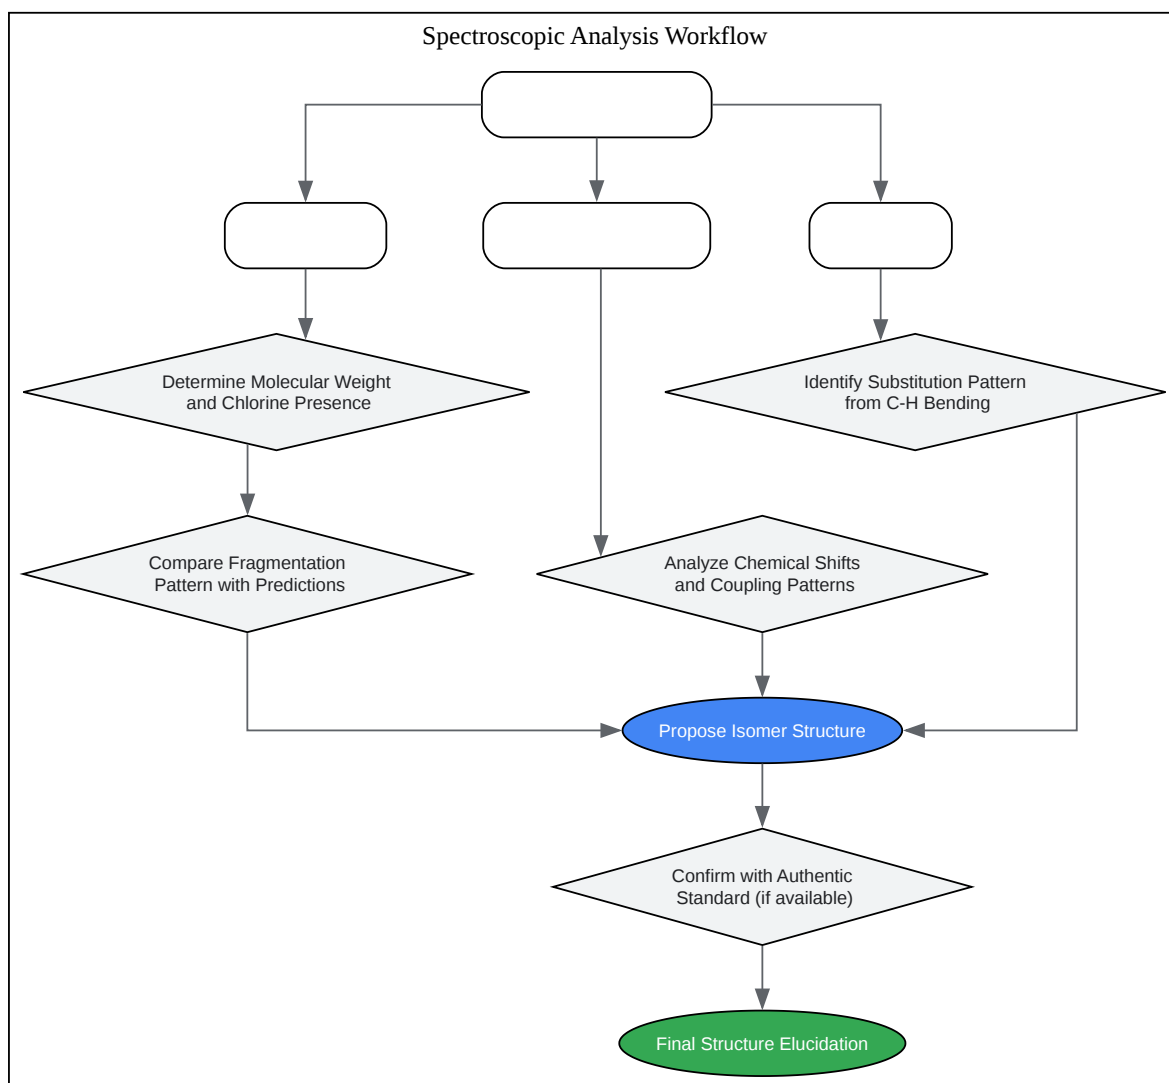 Spectroscopic Analysis Workflow
Determine Molecular Weight
and Chlorine Presence
Identify Substitution Pattern
from C-H Bending
Compare Fragmentation
Pattern with Predictions
Analyze Chemical Shifts
and Coupling Patterns
Propose Isomer Structure
Confirm with Authentic
Standard (if available)
Final Structure Elucidation